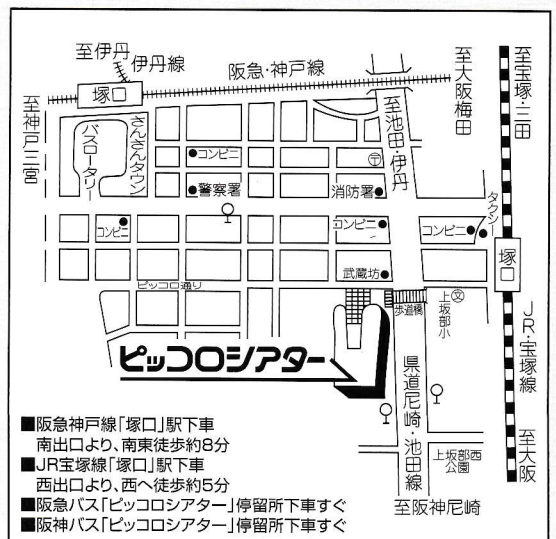 至伊丹
伊丹線
阪急・神戸線
塚口
至神戸三宮
至大阪梅田
至宝塚・三田
至池田・伊丹
バスロータリー
さんさんタウン
コンビニ
〒
警察署
消防署
タクシー
コンビニ
コンビニ
コンビニ
塚口
武蔵坊
ピッコロ通り
歩道橋
文
上坂部小
JR・宝塚線
ピッコロシアター
県道尼崎・池田線
至大阪
上坂部西公園
至阪神尼崎
■阪急神戸線「塚口」駅下車
南出口より、南東徒歩約8分
■JR宝塚線「塚口」駅下車
西出口より、西へ徒歩約5分
■阪急バス「ピッコロシアター」停留所下車すぐ
■阪神バス「ピッコロシアター」停留所下車すぐ